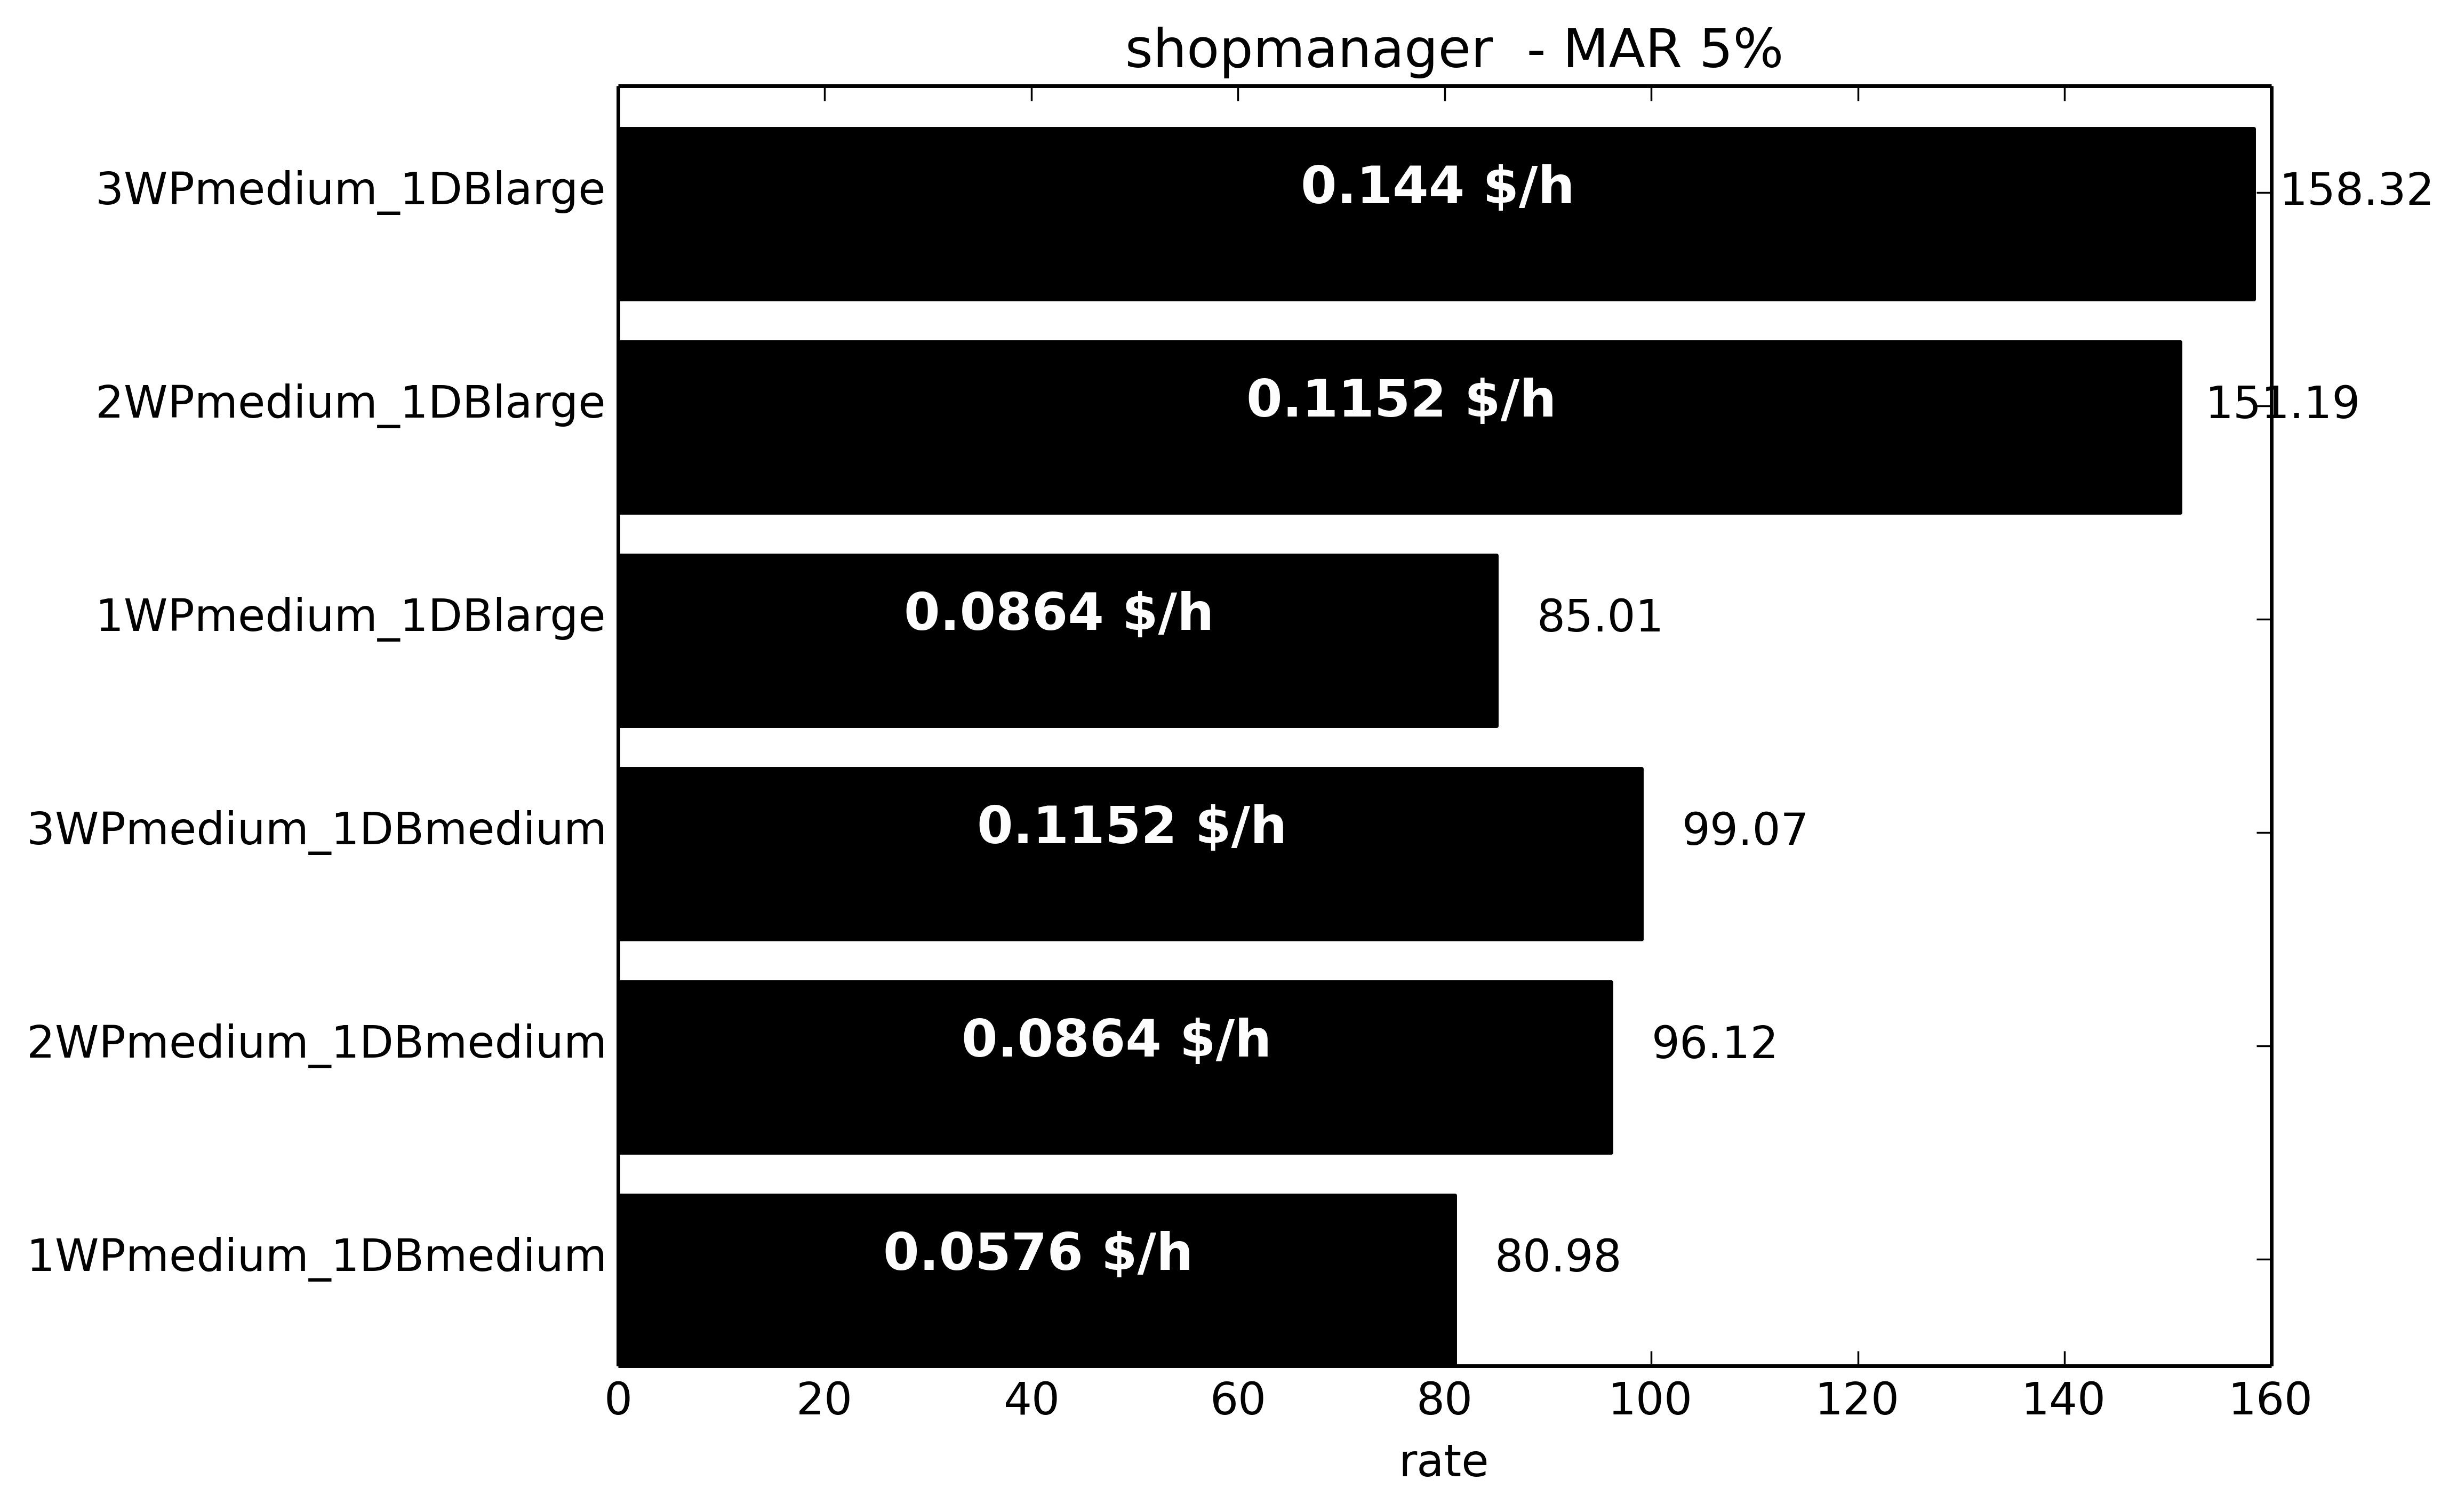 shopmanager  - MAR 5%
3WPmedium_1DBlarge
0.144 $/h
158.32
2WPmedium_1DBlarge
0.1152 $/h
151.19
1WPmedium_1DBlarge
0.0864 $/h
85.01
3WPmedium_1DBmedium
0.1152 $/h
99.07
2WPmedium_1DBmedium
0.0864 $/h
96.12
1WPmedium_1DBmedium
0.0576 $/h
80.98
0 20 40 60 80 100 120 140 160
rate